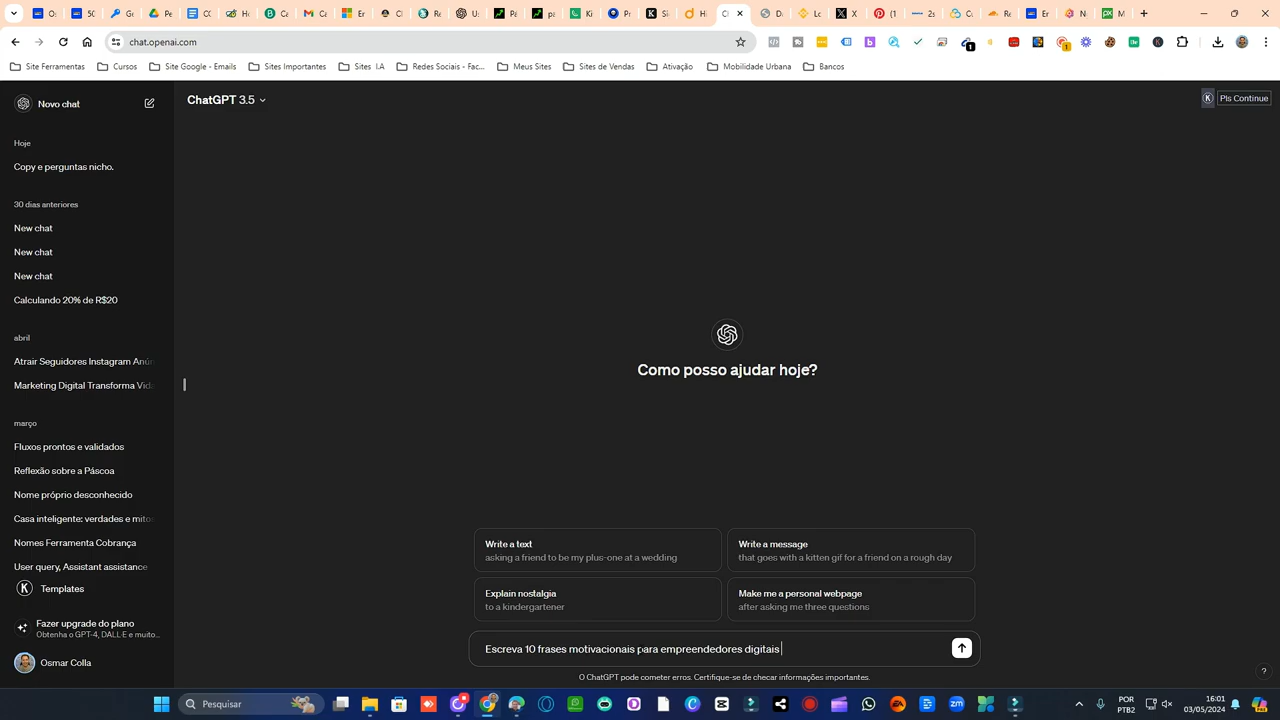 chat.openai.com
Site Ferramentas
Cursos
Site Google - Emails
Sites Importantes
Sites I.A
Redes Sociais - Fac...
Meus Sites
Sites de Vendas
Ativação
Mobilidade Urbana
Bancos
Novo chat
ChatGPT 3.5
Pls Continue
Hoje
Copy e perguntas nicho.
30 dias anteriores
New chat
New chat
New chat
Calculando 20% de R$20
abril
Atrair Seguidores Instagram Anún
Marketing Digital Transforma Vid
março
Fluxos prontos e validados
Reflexão sobre a Páscoa
Nome próprio desconhecido
Casa inteligente: verdades e mitos
Nomes Ferramenta Cobrança
User query, Assistant assistance
Templates
Fazer upgrade do plano
Obtenha o GPT-4, DALL·E e muito...
Osmar Colla
Como posso ajudar hoje?
Write a text
asking a friend to be my plus-one at a wedding
Write a message
that goes with a kitten gif for a friend on a rough day
Explain nostalgia
to a kindergartener
Make me a personal webpage
after asking me three questions
Escreva 10 frases motivacionais para empreendedores digitais
O ChatGPT pode cometer erros. Certifique-se de checar informações importantes.
?
Pesquisar
POR
PTB2
16:01
03/05/2024